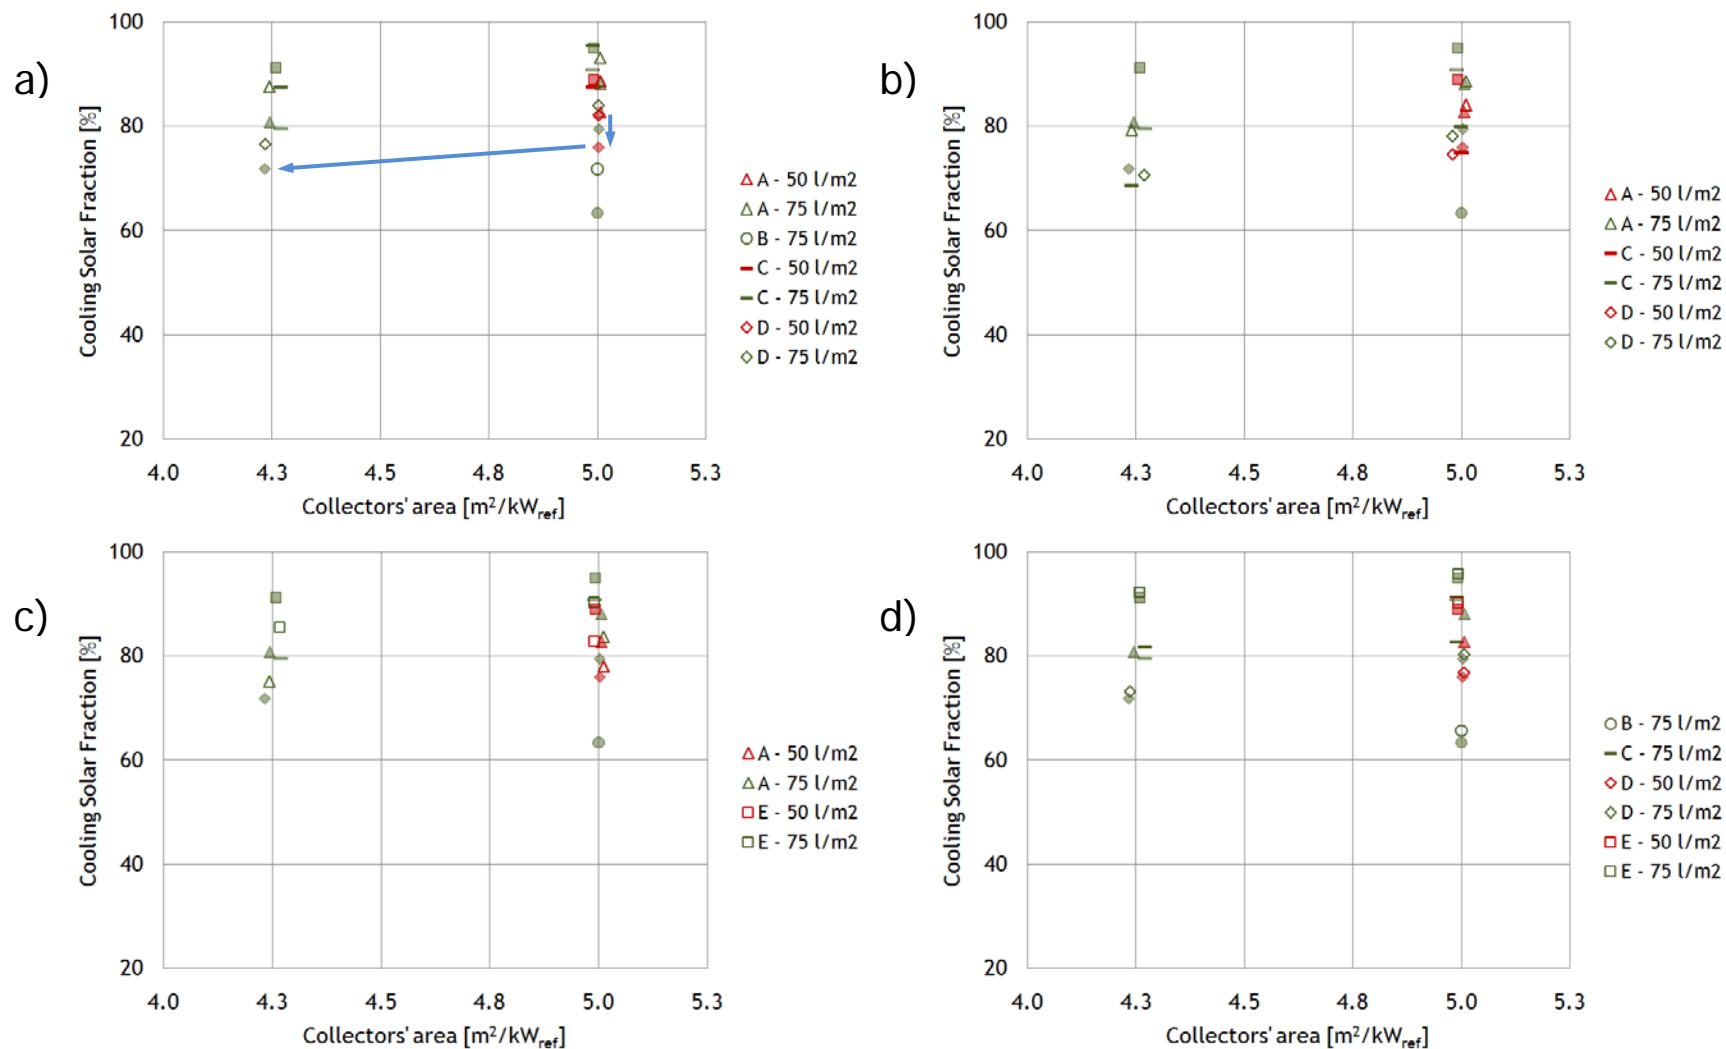 a)
100
80
60
40
20
Cooling Solar Fraction [%]
4.0 4.3 4.5 4.8 5.0 5.3
Collectors' area [m²/kWref]
A - 50 l/m2
A - 75 l/m2
B - 75 l/m2
C - 50 l/m2
C - 75 l/m2
D - 50 l/m2
D - 75 l/m2
b)
100
80
60
40
20
Cooling Solar Fraction [%]
4.0 4.3 4.5 4.8 5.0 5.3
Collectors' area [m²/kWref]
A - 50 l/m2
A - 75 l/m2
C - 50 l/m2
C - 75 l/m2
D - 50 l/m2
D - 75 l/m2
c)
100
80
60
40
20
Cooling Solar Fraction [%]
4.0 4.3 4.5 4.8 5.0 5.3
Collectors' area [m²/kWref]
A - 50 l/m2
A - 75 l/m2
E - 50 l/m2
E - 75 l/m2
d)
100
80
60
40
20
Cooling Solar Fraction [%]
4.0 4.3 4.5 4.8 5.0 5.3
Collectors' area [m²/kWref]
B - 75 l/m2
C - 75 l/m2
D - 50 l/m2
D - 75 l/m2
E - 50 l/m2
E - 75 l/m2